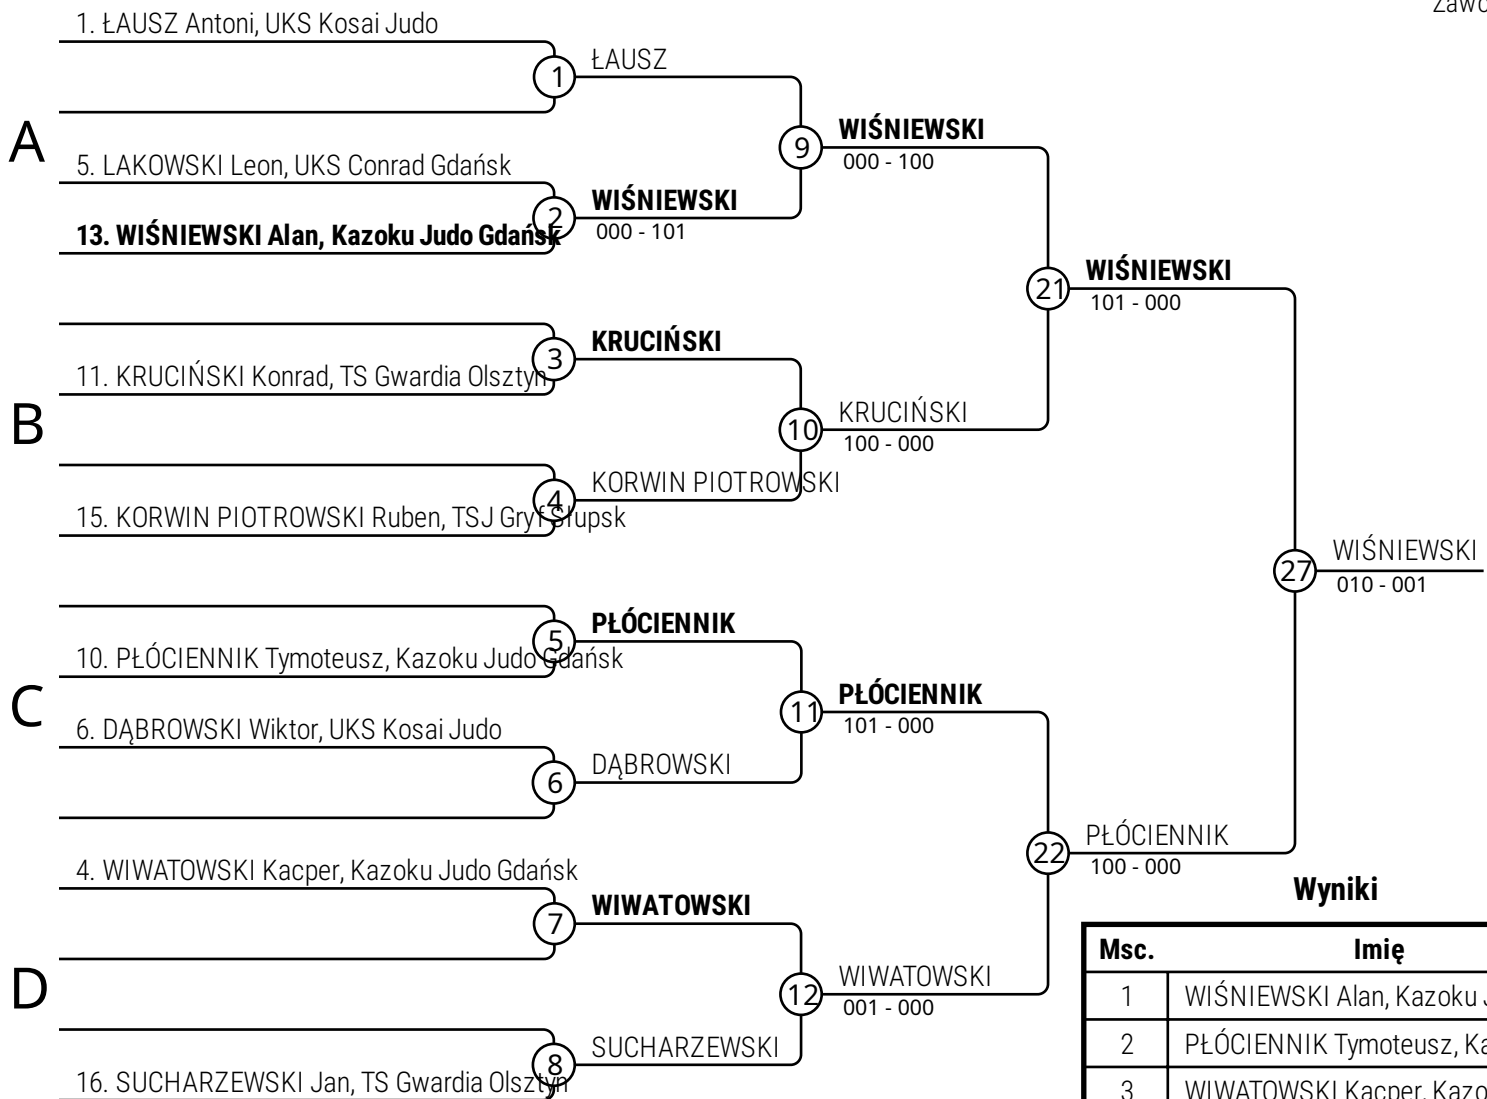 Zawo
1. ŁAUSZ Antoni, UKS Kosai Judo
1
ŁAUSZ
A
9
WIŚNIEWSKI
000 - 100
5. LAKOWSKI Leon, UKS Conrad Gdańsk
2
WIŚNIEWSKI
000 - 101
13. WIŚNIEWSKI Alan, Kazoku Judo Gdańsk
21
WIŚNIEWSKI
101 - 000
3
KRUCIŃSKI
11. KRUCIŃSKI Konrad, TS Gwardia Olsztyn
B
10
KRUCIŃSKI
100 - 000
4
KORWIN PIOTROWSKI
15. KORWIN PIOTROWSKI Ruben, TSJ Gryf Słupsk
27
WIŚNIEWSKI
010 - 001
5
PŁÓCIENNIK
10. PŁÓCIENNIK Tymoteusz, Kazoku Judo Gdańsk
C
11
PŁÓCIENNIK
101 - 000
6. DĄBROWSKI Wiktor, UKS Kosai Judo
6
DĄBROWSKI
22
PŁÓCIENNIK
100 - 000
4. WIWATOWSKI Kacper, Kazoku Judo Gdańsk
7
WIWATOWSKI
D
12
WIWATOWSKI
001 - 000
8
SUCHARZEWSKI
16. SUCHARZEWSKI Jan, TS Gwardia Olsztyn
Wyniki
Msc. Imię
1 WIŚNIEWSKI Alan, Kazoku J
2 PŁÓCIENNIK Tymoteusz, Ka
3 WIWATOWSKI Kacper, Kazo